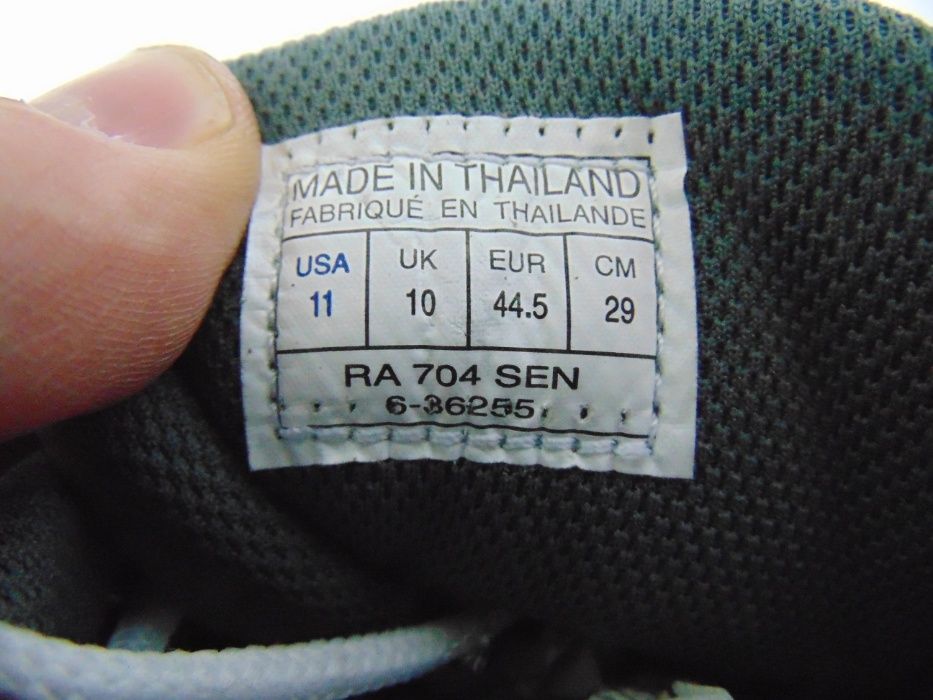 MADE IN THAILAND
FABRIQUÉ EN THAILANDE
USA UK EUR CM
11 10 44.5 29
RA 704 SEN
6-36255